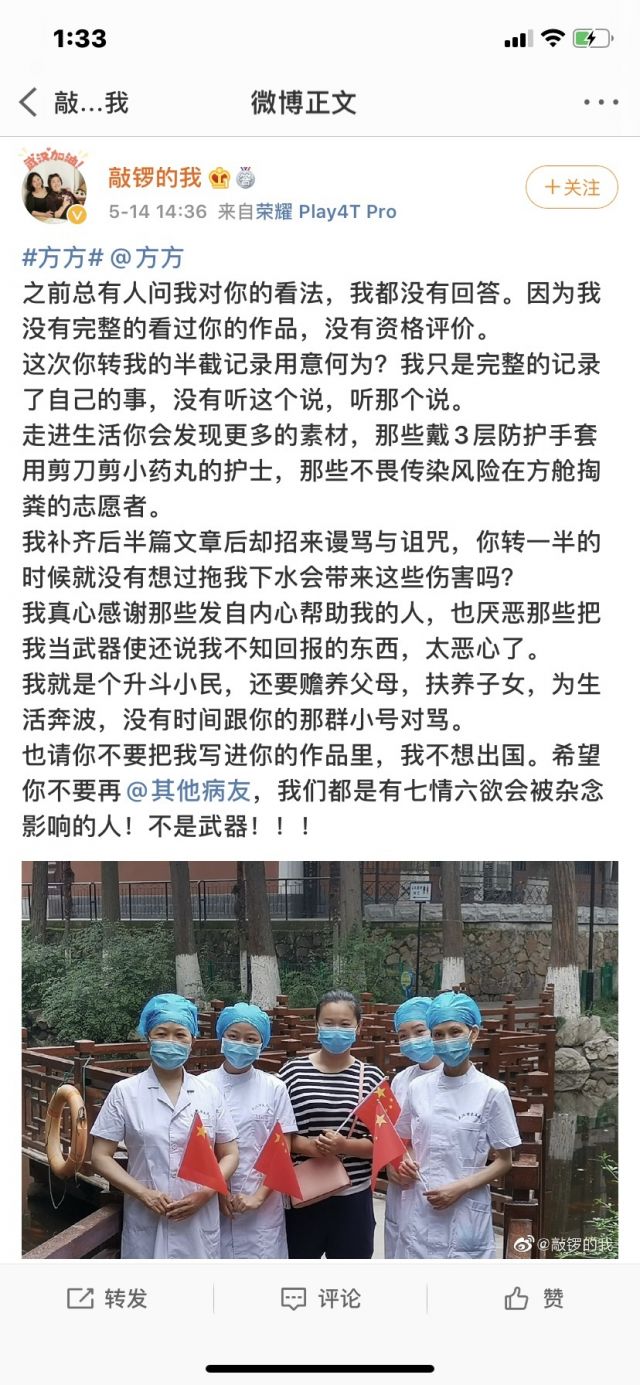 1:33
敲...我
微博正文
武汉加油!
敲锣的我
+关注
5-14 14:36 来自荣耀 Play4T Pro
#方方# @方方
之前总有人问我对你的看法，我都没有回答。因为我
没有完整的看过你的作品，没有资格评价。
这次你转我的半截记录用意何为？我只是完整的记录
了自己的事，没有听这个说，听那个说。
走进生活你会发现更多的素材，那些戴3层防护手套
用剪刀剪小药丸的护士，那些不畏传染风险在方舱掏
粪的志愿者。
我补齐后半篇文章后却招来谩骂与诅咒，你转一半的
时候就没有想过拖我下水会带来这些伤害吗？
我真心感谢那些发自内心帮助我的人，也厌恶那些把
我当武器使还说我不知回报的东西，太恶心了。
我就是个升斗小民，还要赡养父母，扶养子女，为生
活奔波，没有时间跟你的那群小号对骂。
也请你不要把我写进你的作品里，我不想出国。希望
你不要再 @其他病友，我们都是有七情六欲会被杂念
影响的人！不是武器！！！
@敲锣的我
转发
评论
赞